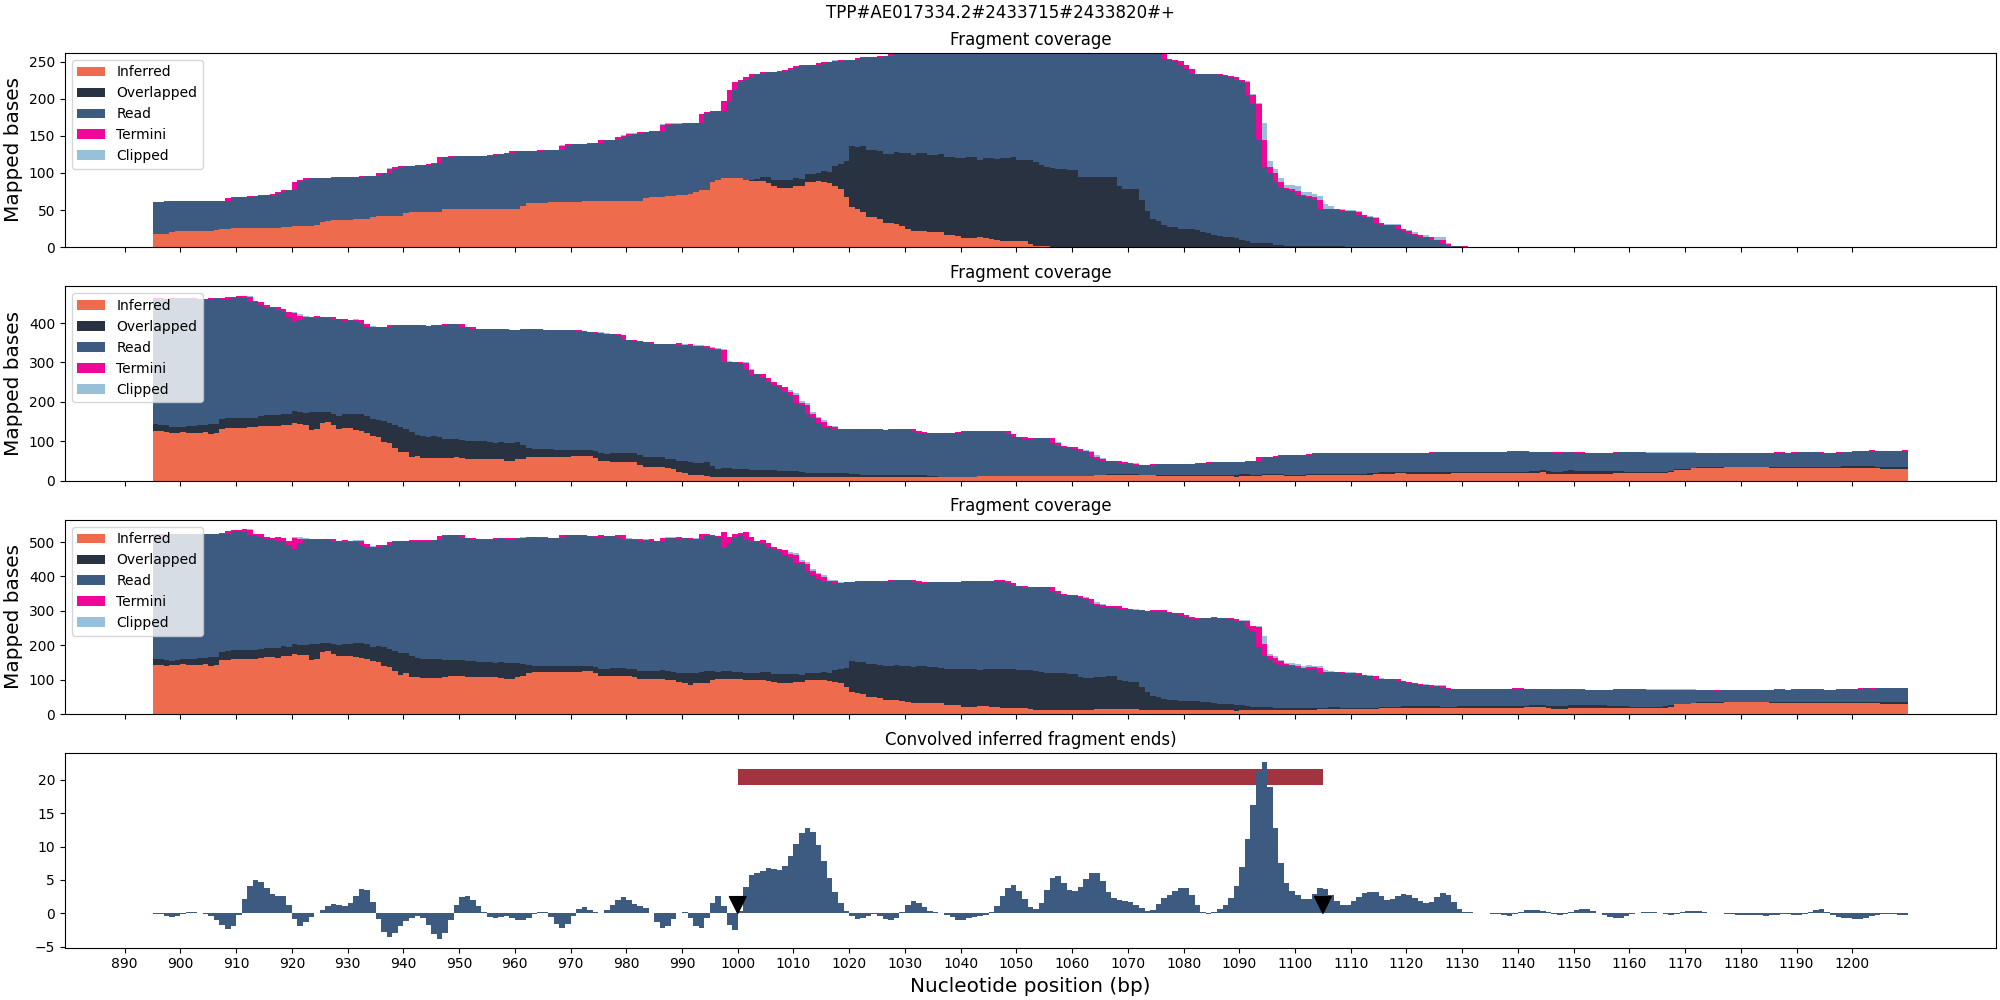 TPP#AE017334.2#2433715#2433820#+
Fragment coverage
Mapped bases
250
200
150
100
50
0
Inferred
Overlapped
Read
Termini
Clipped
Fragment coverage
Mapped bases
400
300
200
100
0
Inferred
Overlapped
Read
Termini
Clipped
Fragment coverage
Mapped bases
500
400
300
200
100
0
Inferred
Overlapped
Read
Termini
Clipped
Convolved inferred fragment ends)
20
15
10
5
0
−5
890 900 910 920 930 940 950 960 970 980 990 1000 1010 1020 1030 1040 1050 1060 1070 1080 1090 1100 1110 1120 1130 1140 1150 1160 1170 1180 1190 1200
Nucleotide position (bp)